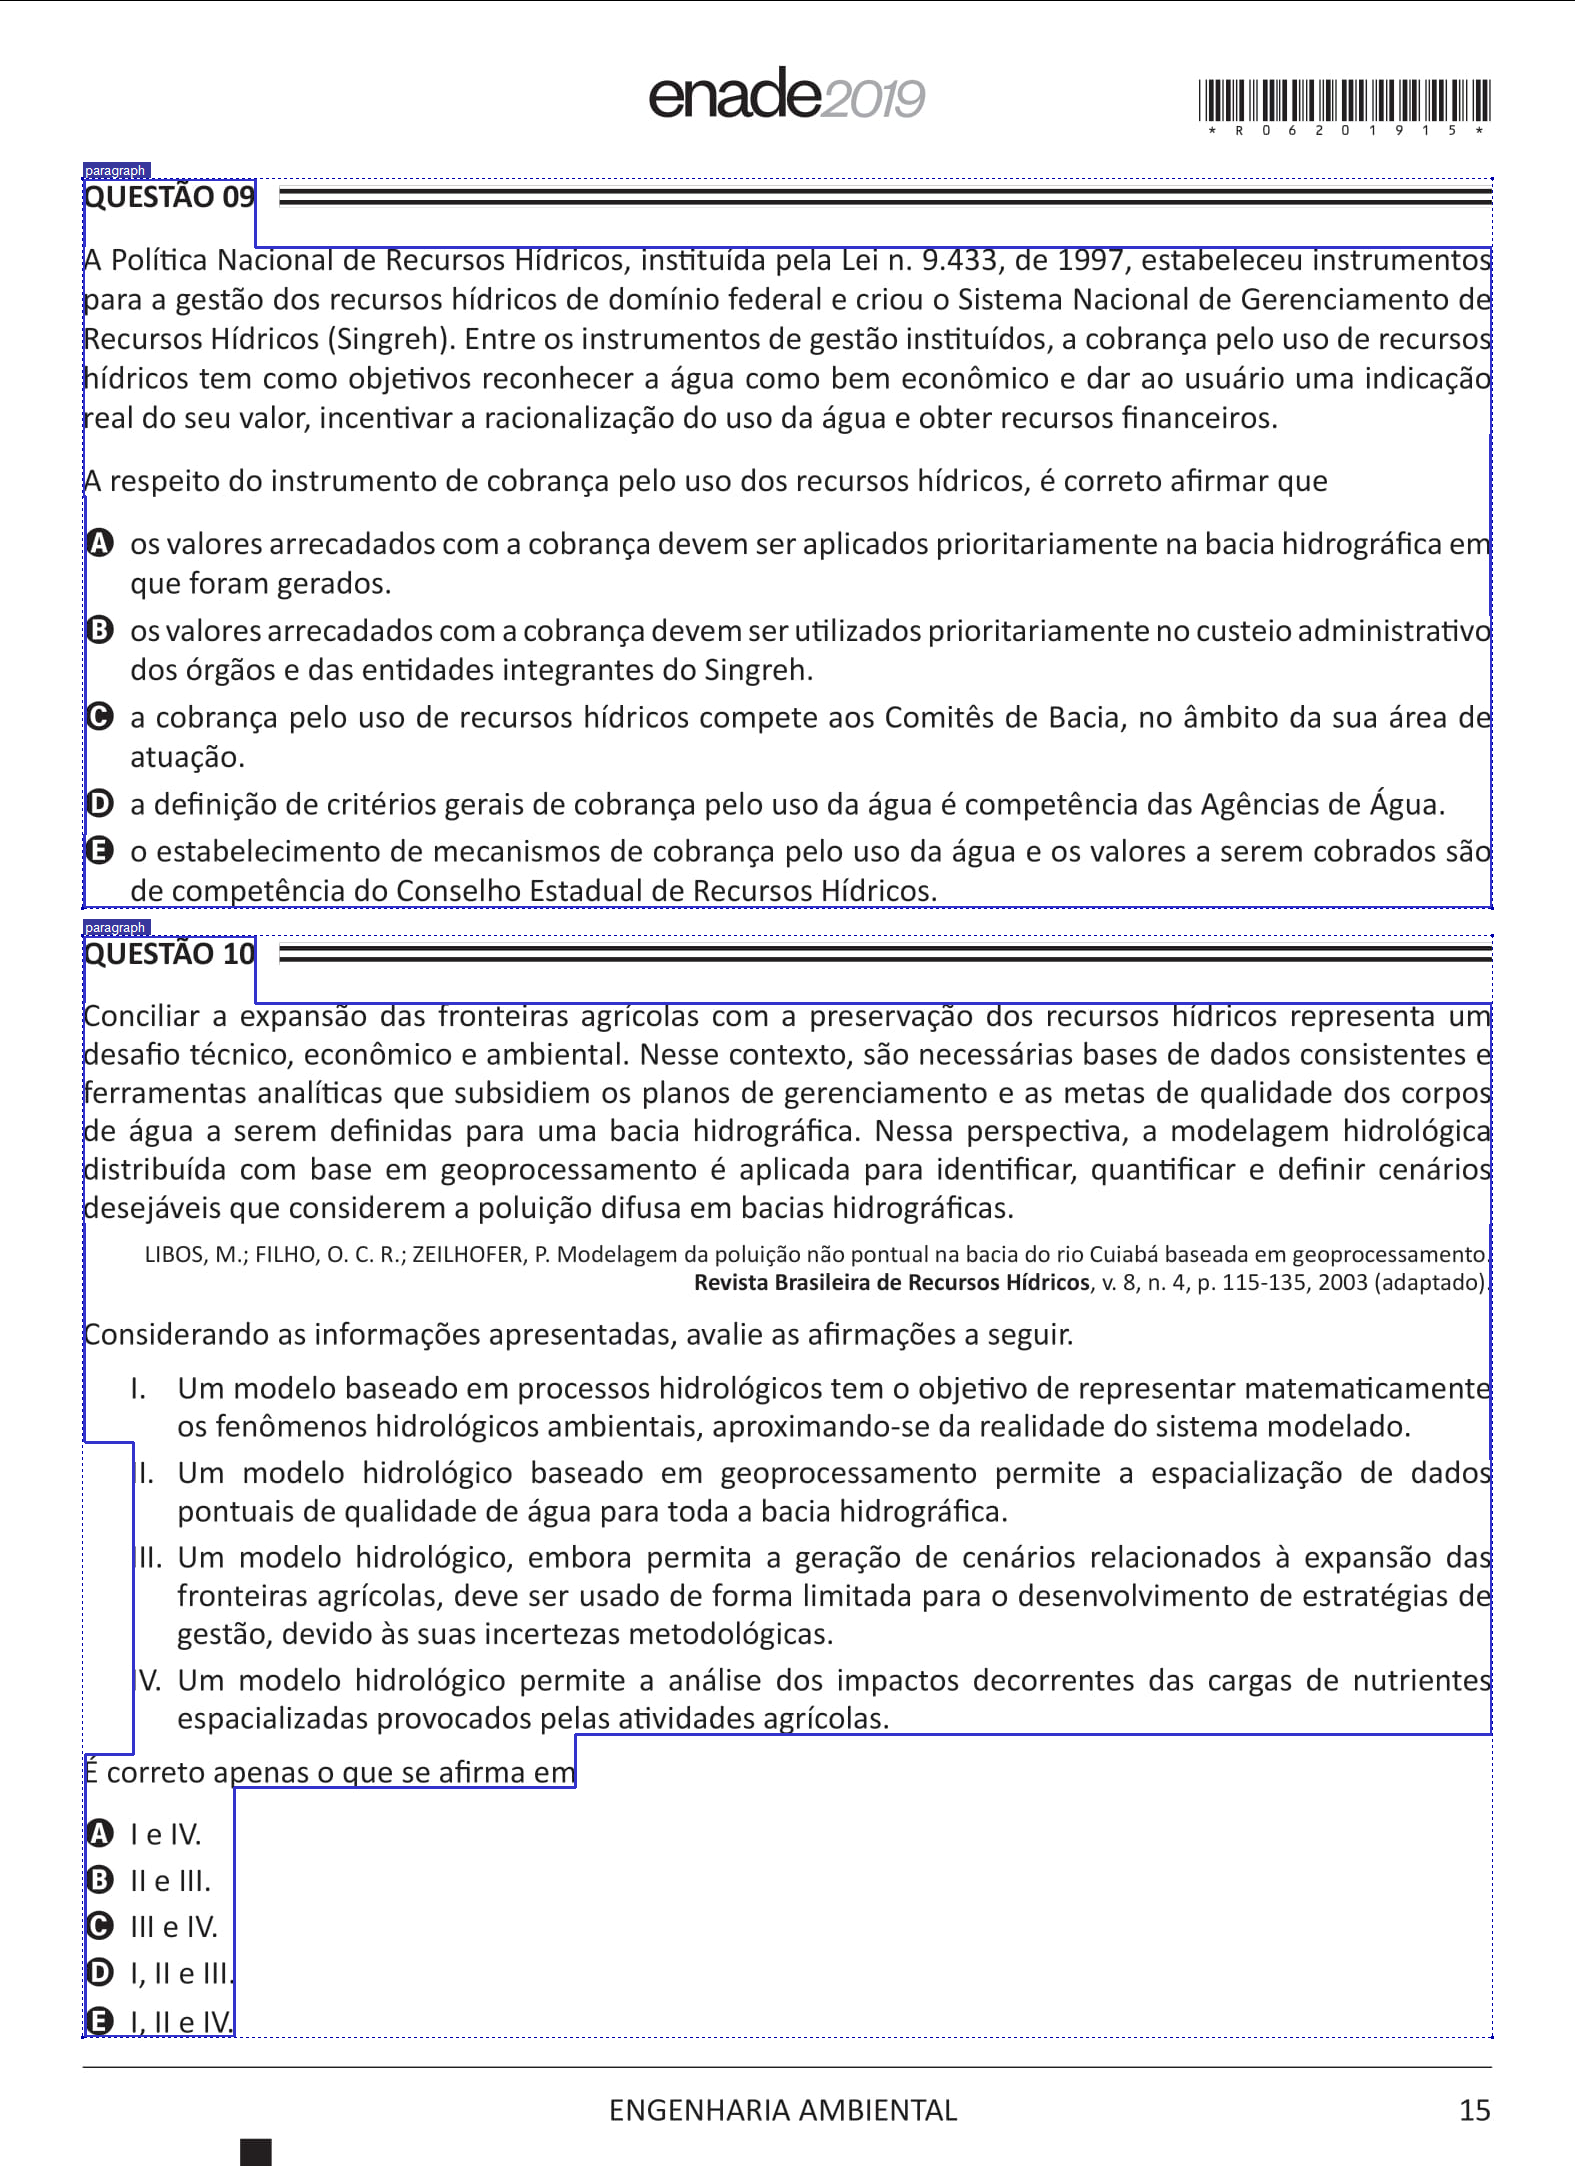 enade2019
*R06201915*
paragraph
QUESTÃO 09
A Política Nacional de Recursos Hídricos, instituída pela Lei n. 9.433, de 1997, estabeleceu instrumentos
para a gestão dos recursos hídricos de domínio federal e criou o Sistema Nacional de Gerenciamento de
Recursos Hídricos (Singreh). Entre os instrumentos de gestão instituídos, a cobrança pelo uso de recursos
hídricos tem como objetivos reconhecer a água como bem econômico e dar ao usuário uma indicação
real do seu valor, incentivar a racionalização do uso da água e obter recursos financeiros.
A respeito do instrumento de cobrança pelo uso dos recursos hídricos, é correto afirmar que
A os valores arrecadados com a cobrança devem ser aplicados prioritariamente na bacia hidrográfica em
que foram gerados.
B os valores arrecadados com a cobrança devem ser utilizados prioritariamente no custeio administrativo
dos órgãos e das entidades integrantes do Singreh.
C a cobrança pelo uso de recursos hídricos compete aos Comitês de Bacia, no âmbito da sua área de
atuação.
D a definição de critérios gerais de cobrança pelo uso da água é competência das Agências de Água.
E o estabelecimento de mecanismos de cobrança pelo uso da água e os valores a serem cobrados são
de competência do Conselho Estadual de Recursos Hídricos.
paragraph
QUESTÃO 10
Conciliar a expansão das fronteiras agrícolas com a preservação dos recursos hídricos representa um
desafio técnico, econômico e ambiental. Nesse contexto, são necessárias bases de dados consistentes e
ferramentas analíticas que subsidiem os planos de gerenciamento e as metas de qualidade dos corpos
de água a serem definidas para uma bacia hidrográfica. Nessa perspectiva, a modelagem hidrológica
distribuída com base em geoprocessamento é aplicada para identificar, quantificar e definir cenários
desejáveis que considerem a poluição difusa em bacias hidrográficas.
LIBOS, M.; FILHO, O. C. R.; ZEILHOFER, P. Modelagem da poluição não pontual na bacia do rio Cuiabá baseada em geoprocessamento.
Revista Brasileira de Recursos Hídricos, v. 8, n. 4, p. 115-135, 2003 (adaptado).
Considerando as informações apresentadas, avalie as afirmações a seguir.
I. Um modelo baseado em processos hidrológicos tem o objetivo de representar matematicamente
os fenômenos hidrológicos ambientais, aproximando-se da realidade do sistema modelado.
II. Um modelo hidrológico baseado em geoprocessamento permite a espacialização de dados
pontuais de qualidade de água para toda a bacia hidrográfica.
III. Um modelo hidrológico, embora permita a geração de cenários relacionados à expansão das
fronteiras agrícolas, deve ser usado de forma limitada para o desenvolvimento de estratégias de
gestão, devido às suas incertezas metodológicas.
IV. Um modelo hidrológico permite a análise dos impactos decorrentes das cargas de nutrientes
espacializadas provocados pelas atividades agrícolas.
É correto apenas o que se afirma em
A I e IV.
B II e III.
C III e IV.
D I, II e III.
E I, II e IV.
ENGENHARIA AMBIENTAL
15